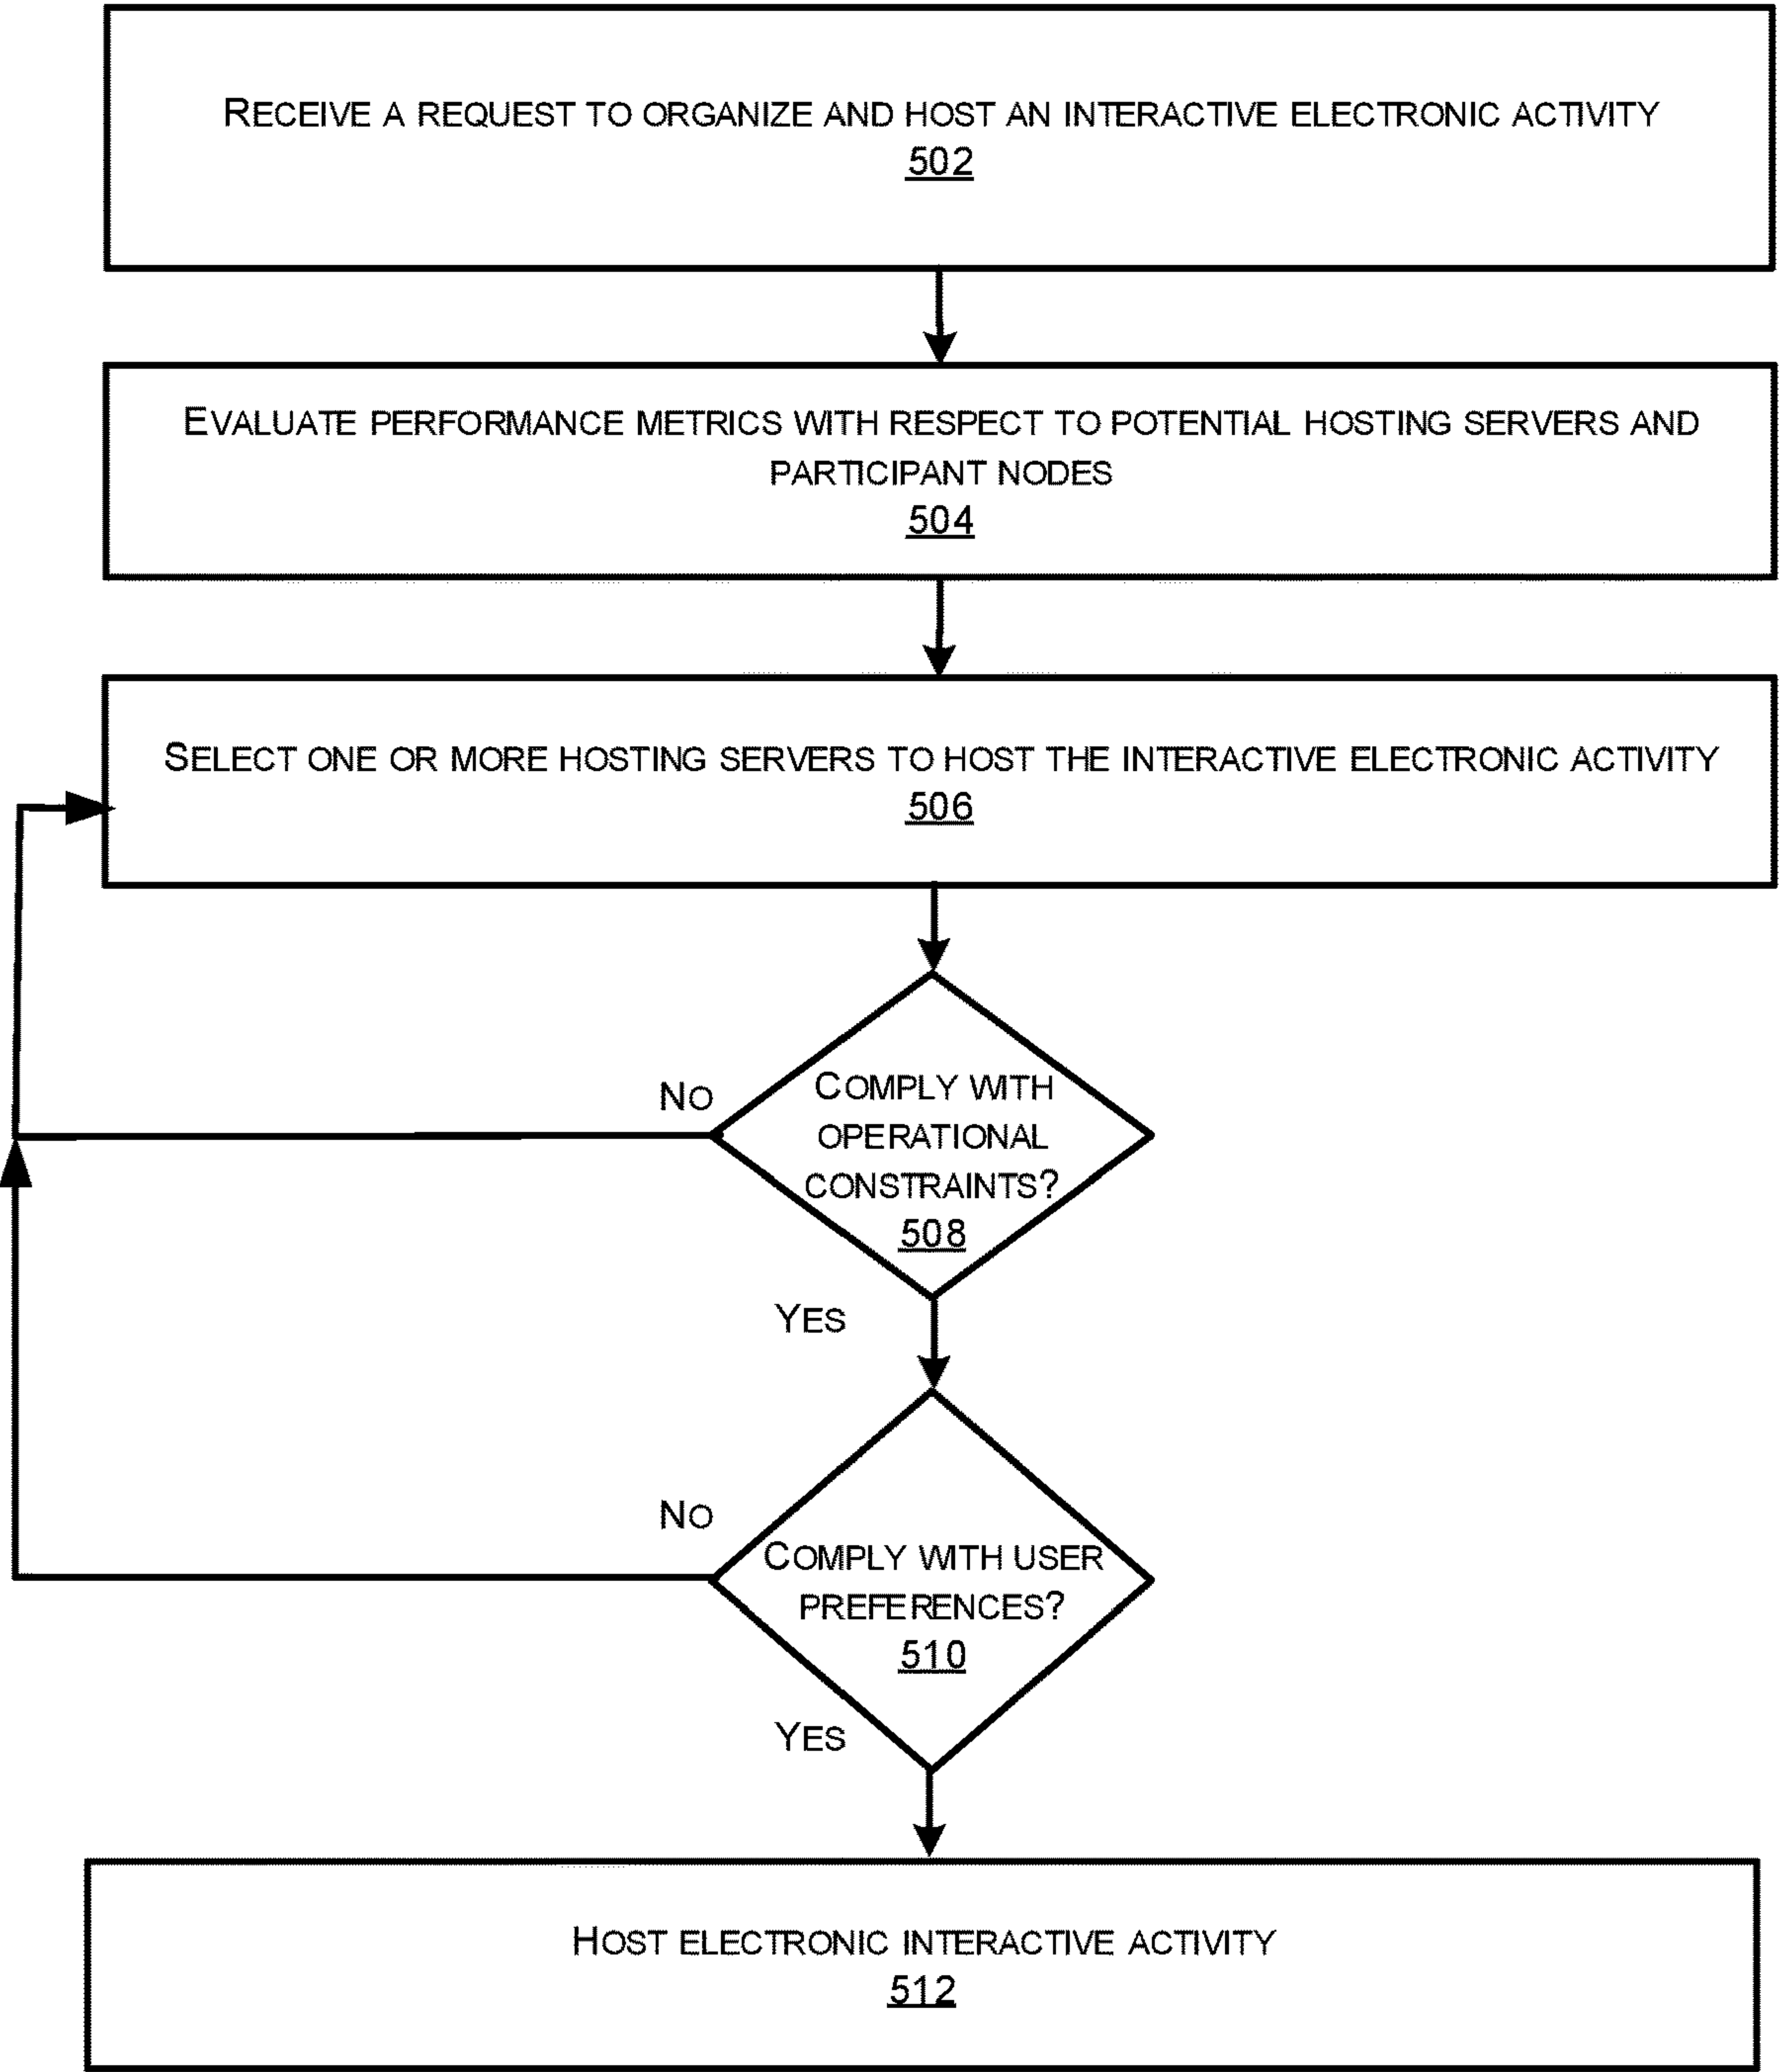 RECEIVE A REQUEST TO ORGANIZE AND HOST AN INTERACTIVE ELECTRONIC ACTIVITY
502
EVALUATE PERFORMANCE METRICS WITH RESPECT TO POTENTIAL HOSTING SERVERS AND
PARTICIPANT NODES
504
SELECT ONE OR MORE HOSTING SERVERS TO HOST THE INTERACTIVE ELECTRONIC ACTIVITY
506
NO
COMPLY WITH
OPERATIONAL
CONSTRAINTS?
508
YES
NO
COMPLY WITH USER
PREFERENCES?
510
YES
HOST ELECTRONIC INTERACTIVE ACTIVITY
512